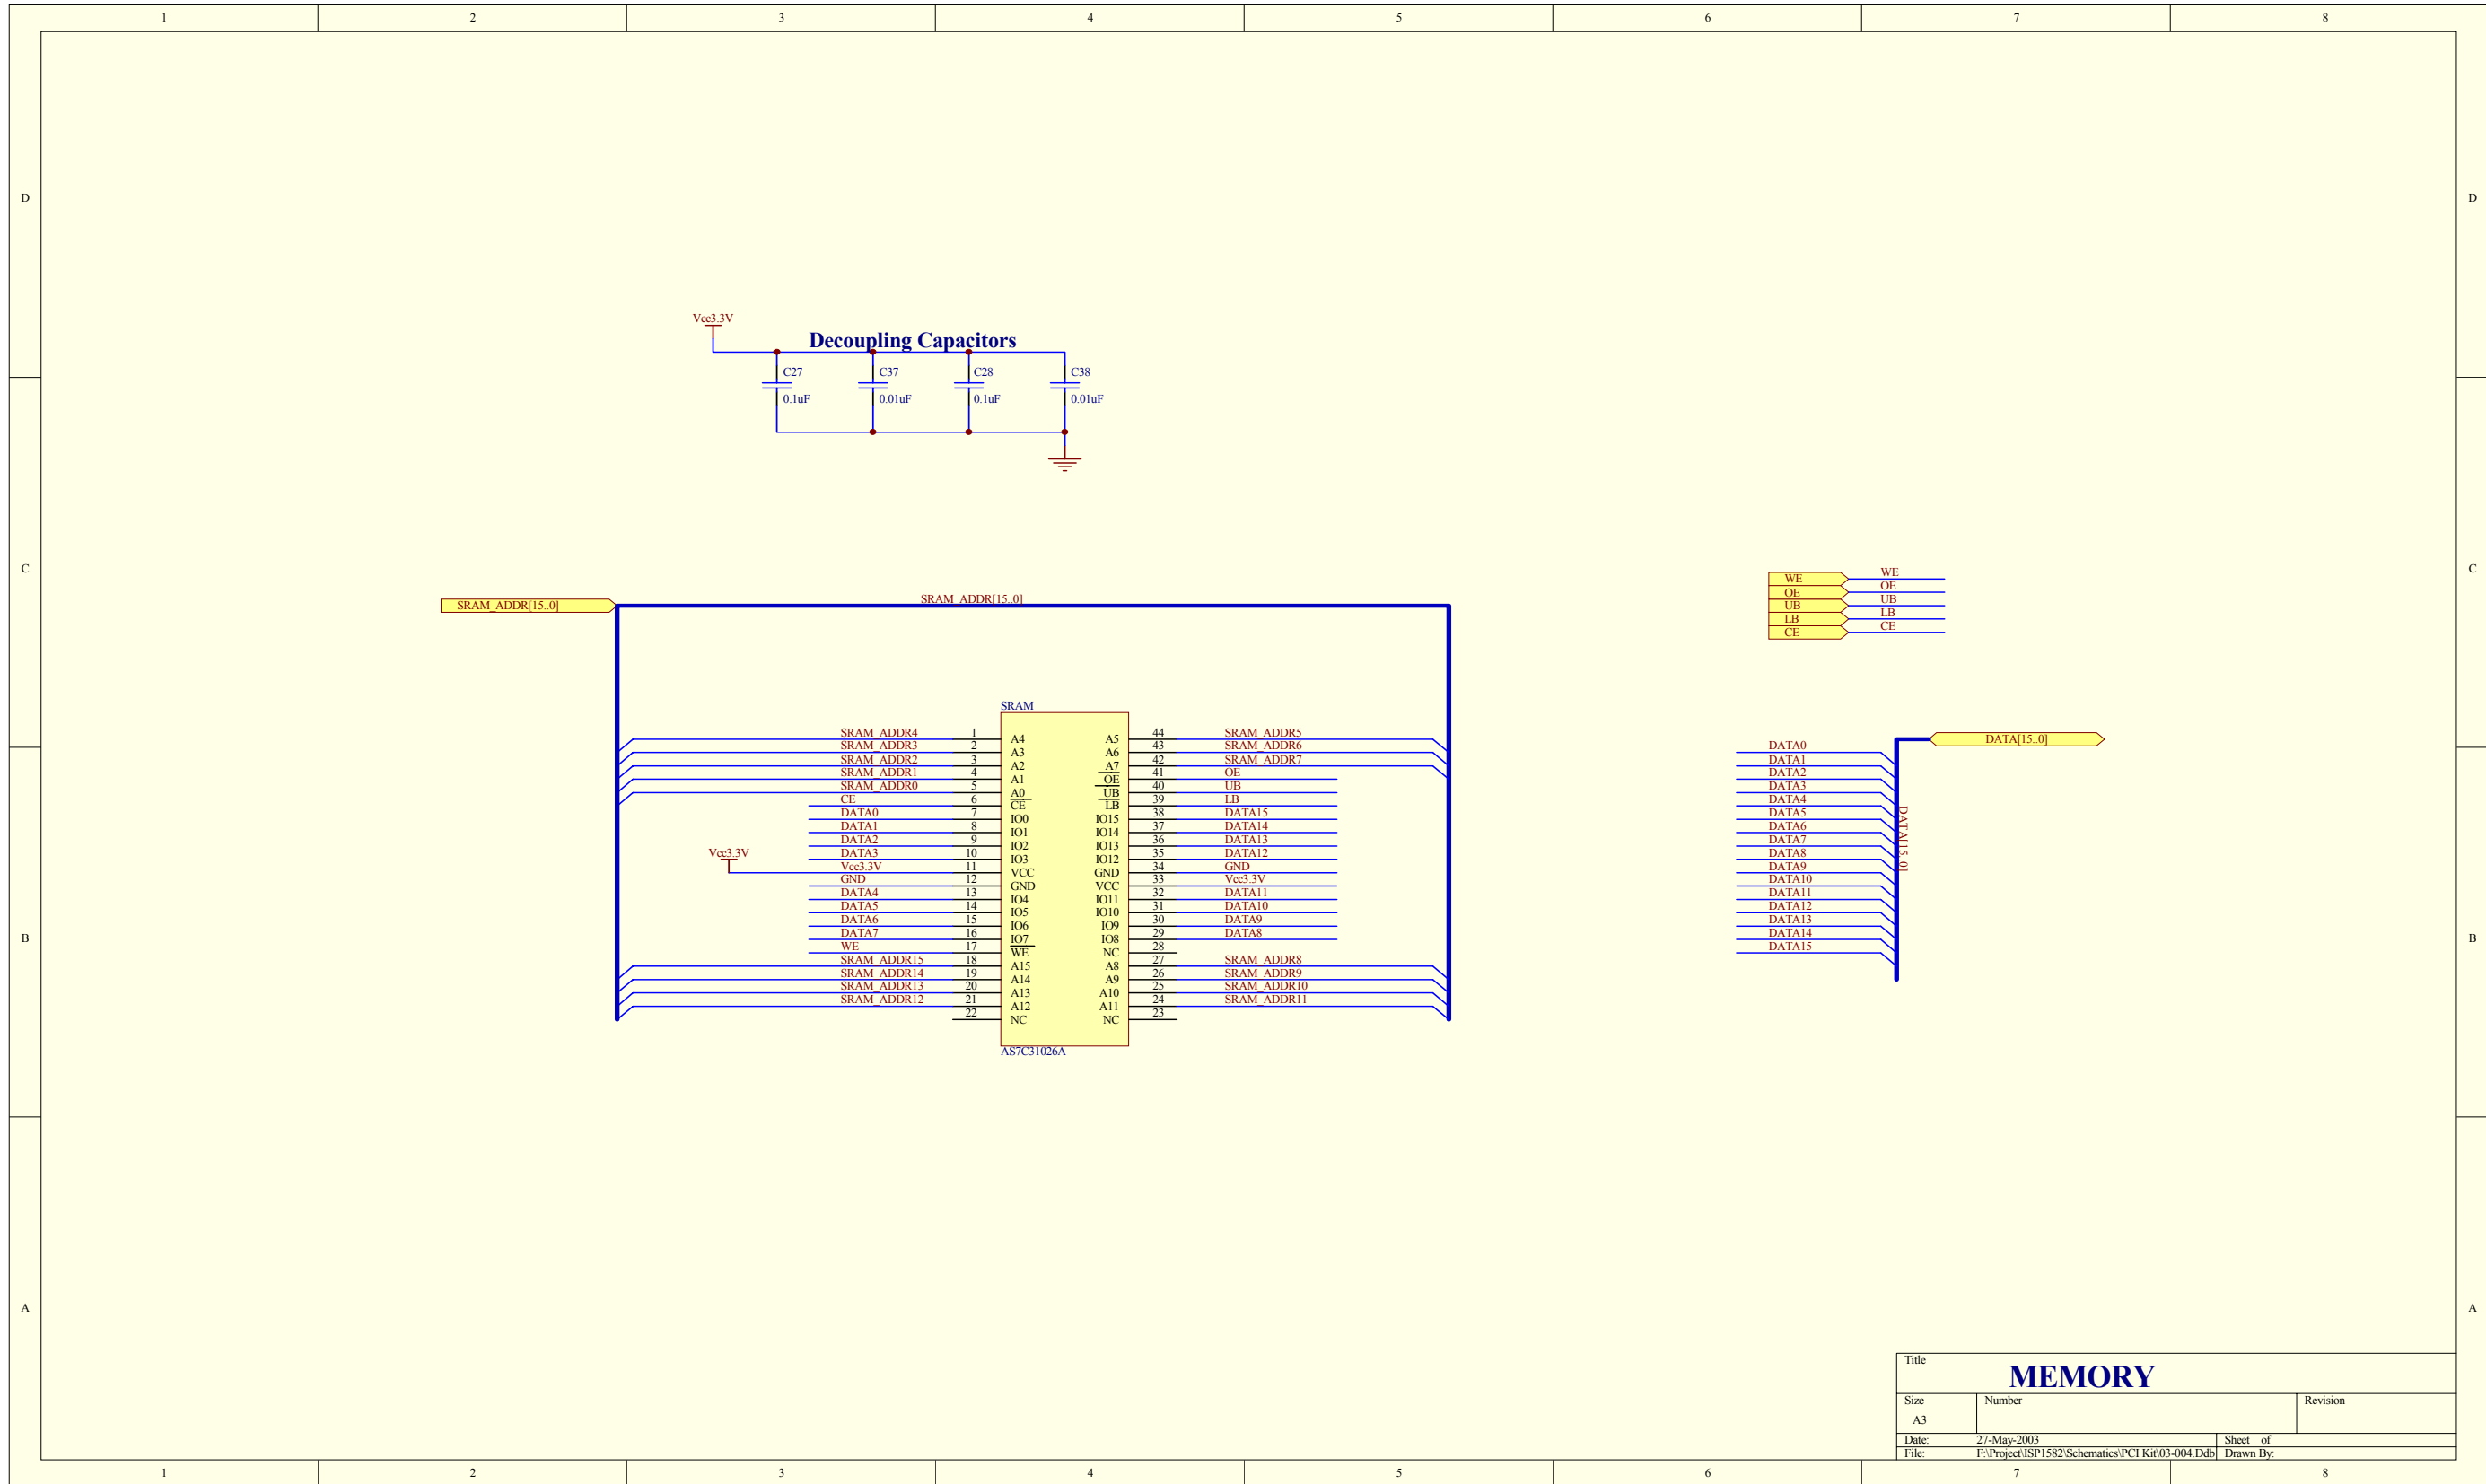 1 2 3 4 5 6 7 8
D D
Vcc3.3V
Decoupling Capacitors
C27 C37 C28 C38
0.1uF 0.01uF 0.1uF 0.01uF
C C
WE WE
OE OE
UB UB
LB LB
CE CE
SRAM_ADDR[15..0] SRAM_ADDR[15..0]
SRAM
SRAM_ADDR4 1 A4 A5 44 SRAM_ADDR5
SRAM_ADDR3 2 A3 A6 43 SRAM_ADDR6
SRAM_ADDR2 3 A2 A7 42 SRAM_ADDR7
SRAM_ADDR1 4 A1 OE 41 OE
SRAM_ADDR0 5 A0 UB 40 UB
CE 6 CE LB 39 LB
DATA0 7 IO0 IO15 38 DATA15
DATA1 8 IO1 IO14 37 DATA14
DATA2 9 IO2 IO13 36 DATA13
Vcc3.3V
DATA3 10 IO3 IO12 35 DATA12
Vcc3.3V 11 VCC GND 34 GND
GND 12 GND VCC 33 Vcc3.3V
DATA4 13 IO4 IO11 32 DATA11
DATA5 14 IO5 IO10 31 DATA10
DATA6 15 IO6 IO9 30 DATA9
DATA7 16 IO7 IO8 29 DATA8
WE 17 WE NC 28
SRAM_ADDR15 18 A15 A8 27 SRAM_ADDR8
SRAM_ADDR14 19 A14 A9 26 SRAM_ADDR9
SRAM_ADDR13 20 A13 A10 25 SRAM_ADDR10
SRAM_ADDR12 21 A12 A11 24 SRAM_ADDR11
22 NC NC 23
AS7C31026A
DATA[15..0]
DATA0
DATA1
DATA2
DATA3
DATA4
DATA5
DATA6
DATA7
DATA8
DATA9
DATA10
DATA11
DATA12
DATA13
DATA14
DATA15
DATA[15..0]
B B
A A
Title
MEMORY
Size Number Revision
A3
Date: 27-May-2003 Sheet of
File: F:\Project\ISP1582\Schematics\PCI Kit\03-004.Ddb Drawn By:
1 2 3 4 5 6 7 8